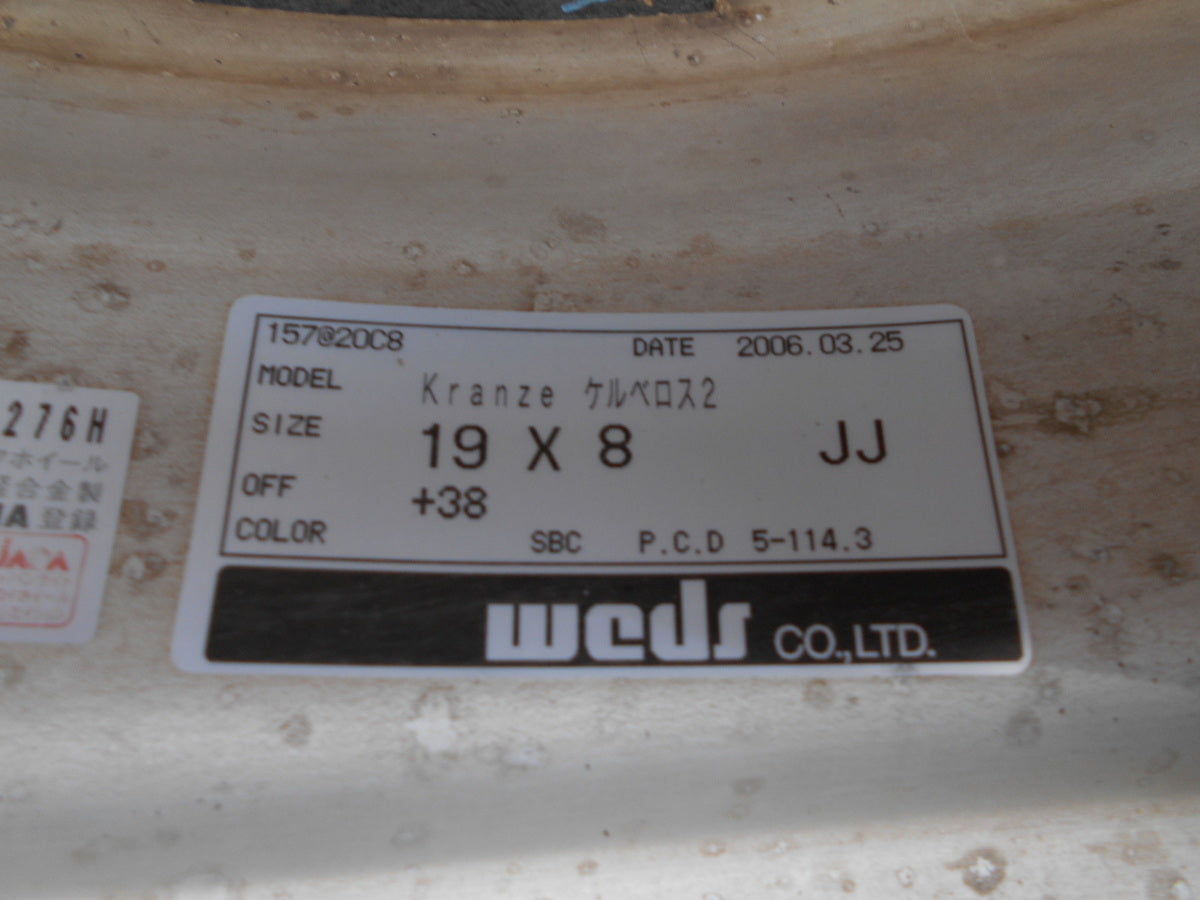 157@20C8 DATE 2006.03.25
MODEL Kranze ケルベロス2
SIZE 19 X 8 JJ
OFF +38
COLOR SBC P.C.D 5-114.3
weds CO.,LTD.
276H
ホイール
合金製
登録